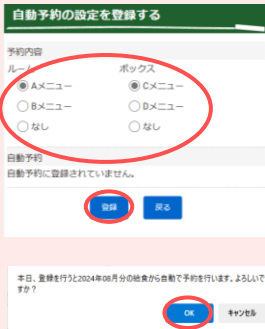 自動予約の設定を登録する
予約内容
ルーム ボックス
Aメニュー Cメニュー
Bメニュー Dメニュー
なし なし
自動予約
自動予約に登録されていません。
登録 戻る
本日、登録を行うと2024年08月分の給食から自動で予約を行います。よろしいで
すか？
OK キャンセル